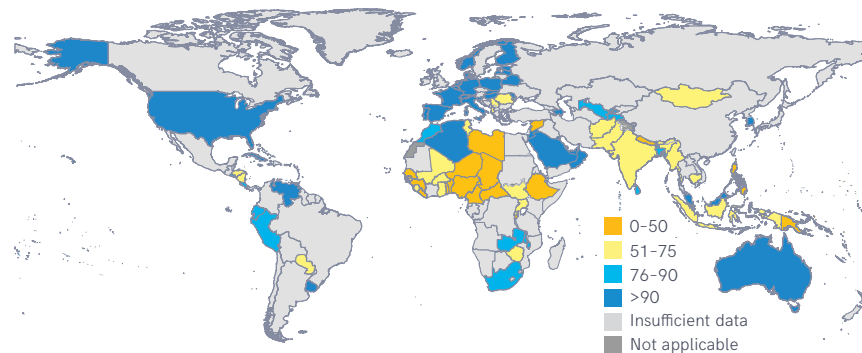 0–50
51–75
76–90
>90
Insufficient data
Not applicable